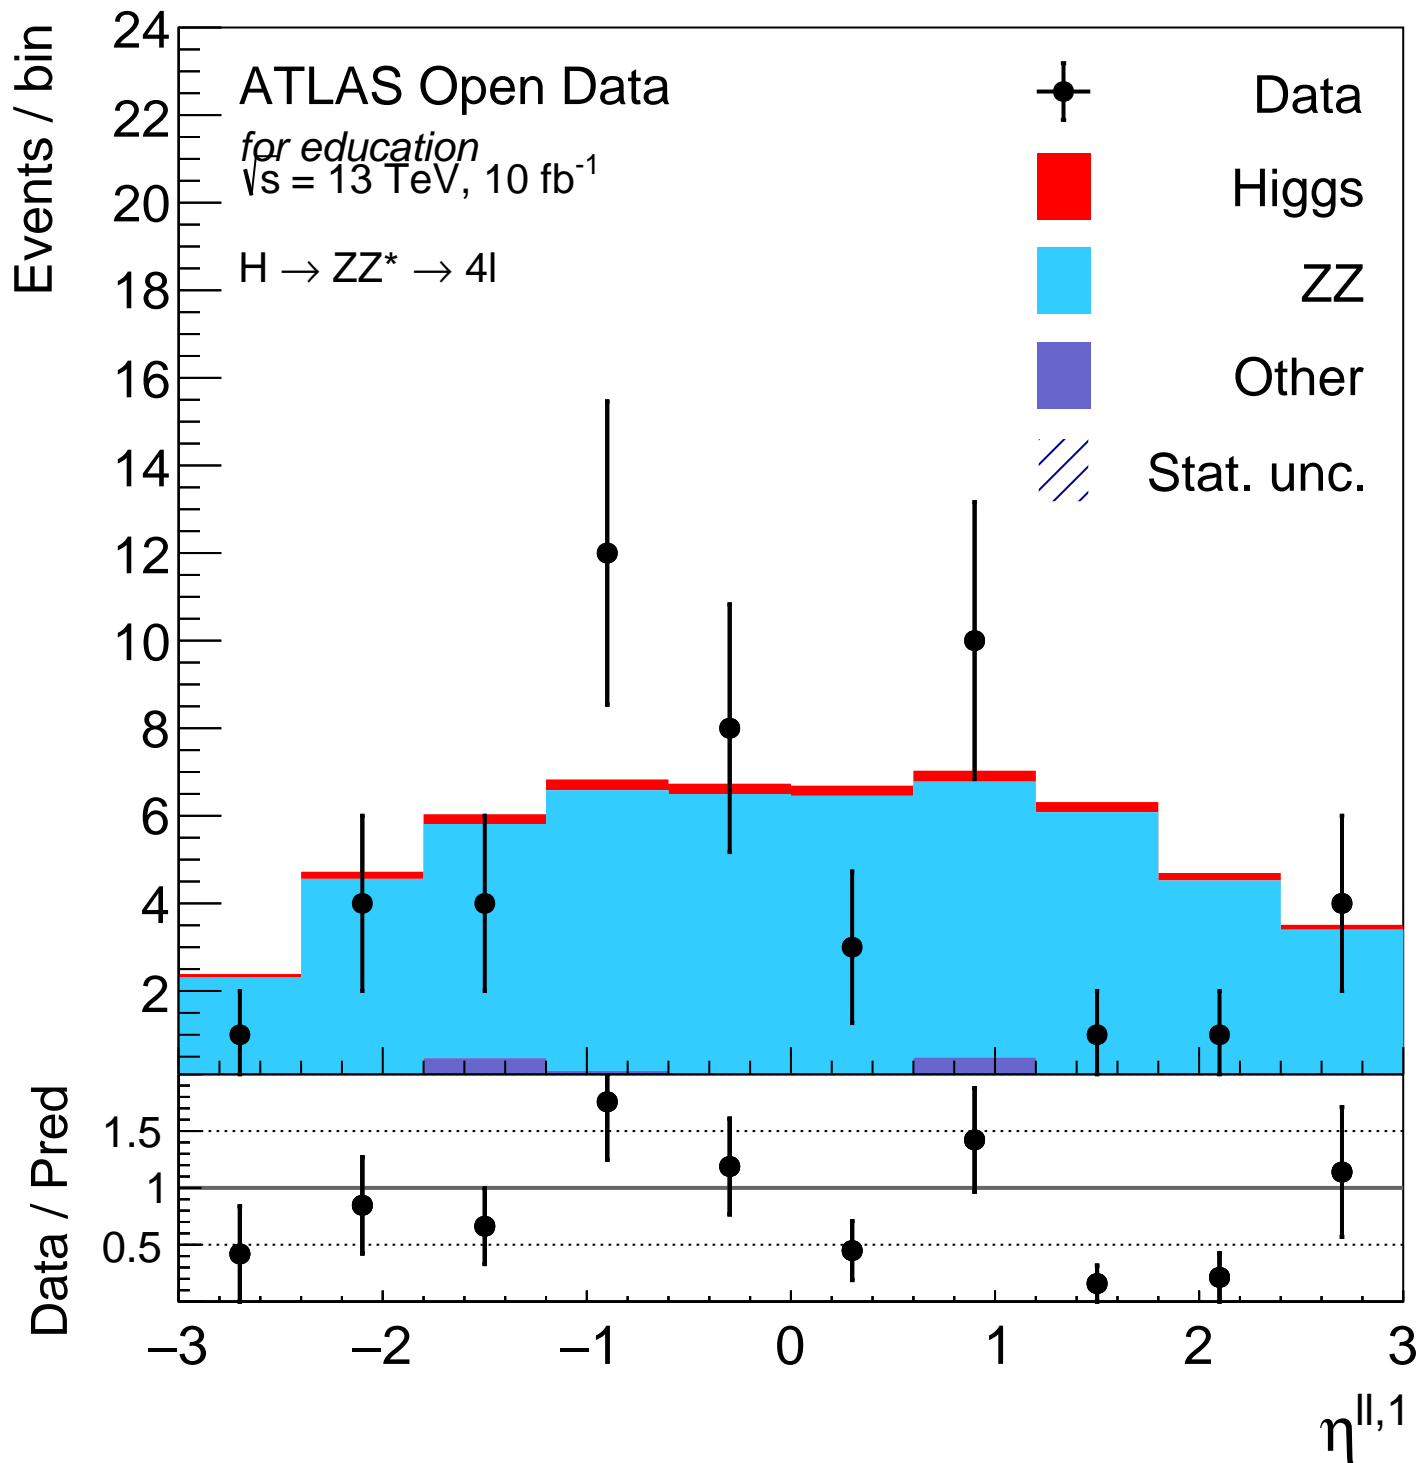 Events / bin
24
22
20
18
16
14
12
10
8
6
4
2
ATLAS Open Data
for education
√s = 13 TeV, 10 fb⁻¹
H → ZZ* → 4l
Data
Higgs
ZZ
Other
Stat. unc.
Data / Pred
1.5
1
0.5
−3 −2 −1 0 1 2 3
η^ll,1